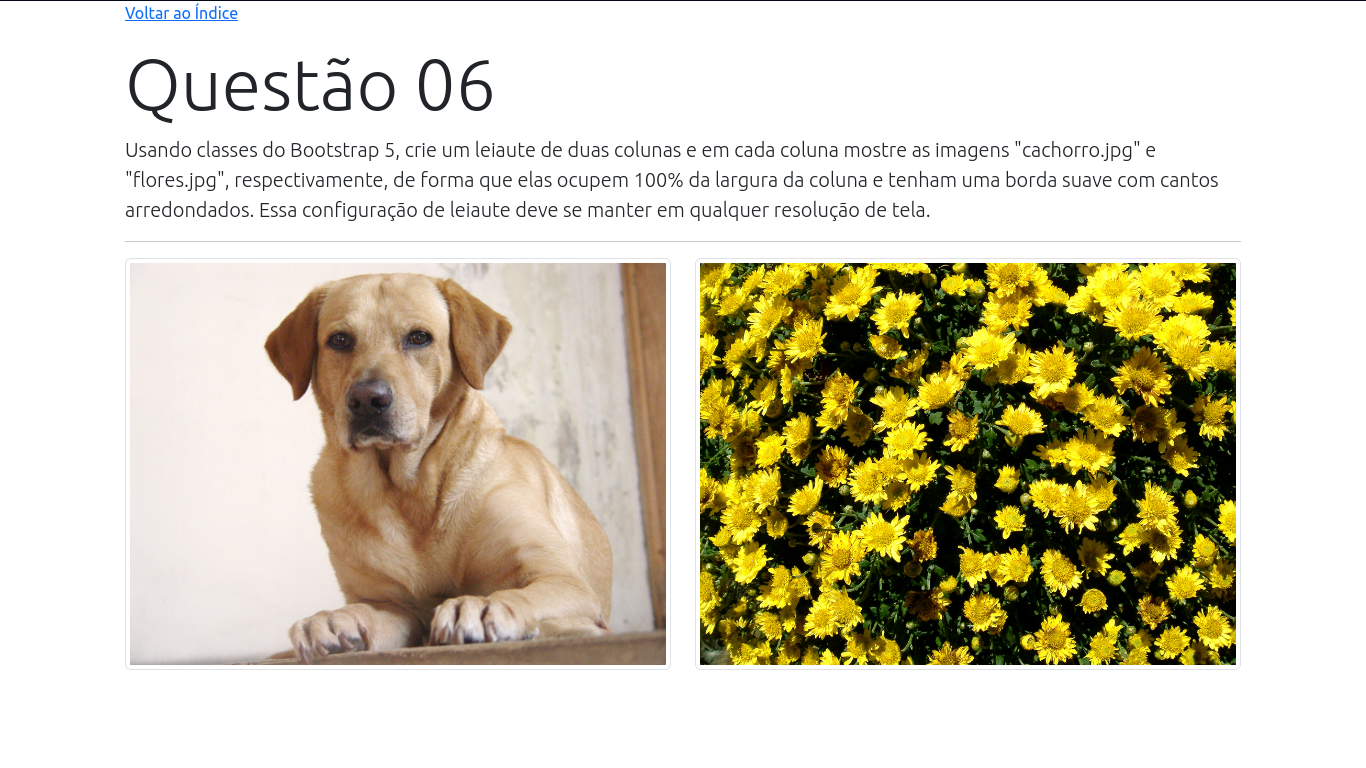 Voltar ao Índice
Questão 06
Usando classes do Bootstrap 5, crie um leiaute de duas colunas e em cada coluna mostre as imagens "cachorro.jpg" e
"flores.jpg", respectivamente, de forma que elas ocupem 100% da largura da coluna e tenham uma borda suave com cantos
arredondados. Essa configuração de leiaute deve se manter em qualquer resolução de tela.